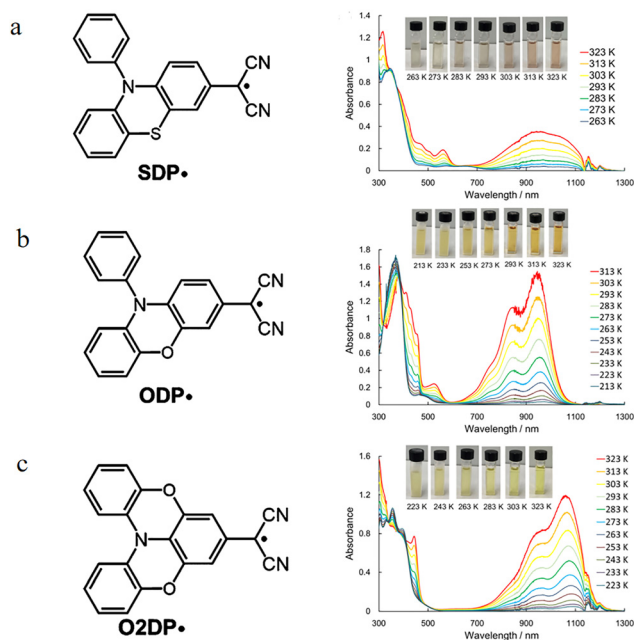 a
N
S
CN
CN
SDP•
Absorbance
1.4
1.2
1
0.8
0.6
0.4
0.2
0
300
500
700
900
1100
1300
Wavelength / nm
263 K
273 K
283 K
293 K
303 K
313 K
323 K
323 K
313 K
303 K
293 K
283 K
273 K
263 K
b
N
O
CN
CN
ODP•
Absorbance
1.8
1.6
1.4
1.2
1
0.8
0.6
0.4
0.2
0
300
500
700
900
1100
1300
Wavelength / nm
213 K
233 K
253 K
273 K
293 K
313 K
323 K
313 K
303 K
293 K
283 K
273 K
263 K
253 K
243 K
233 K
223 K
213 K
c
O
N
O
CN
CN
O2DP•
Absorbance
1.6
1.2
0.8
0.4
0
300
500
700
900
1100
1300
Wavelength / nm
223 K
243 K
263 K
283 K
303 K
323 K
323 K
313 K
303 K
293 K
283 K
273 K
263 K
253 K
243 K
233 K
223 K